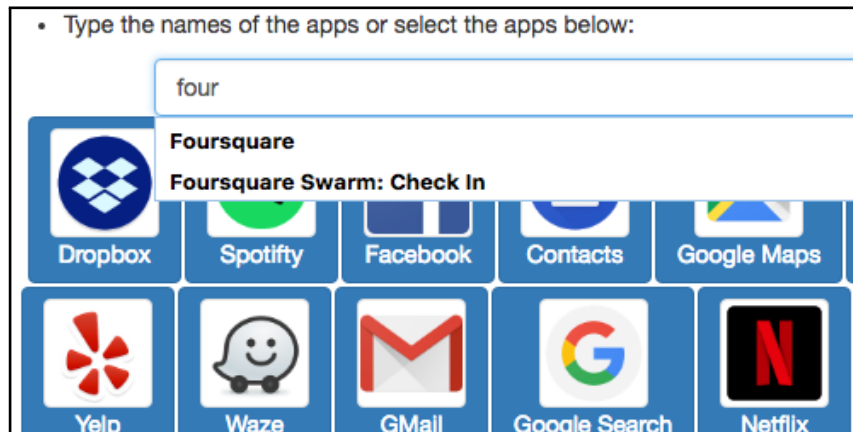 • Type the names of the apps or select the apps below:
four
Foursquare
Foursquare Swarm: Check In
Dropbox Spotifty Facebook Contacts Google Maps
Yelp Waze GMail Google Search Netflix